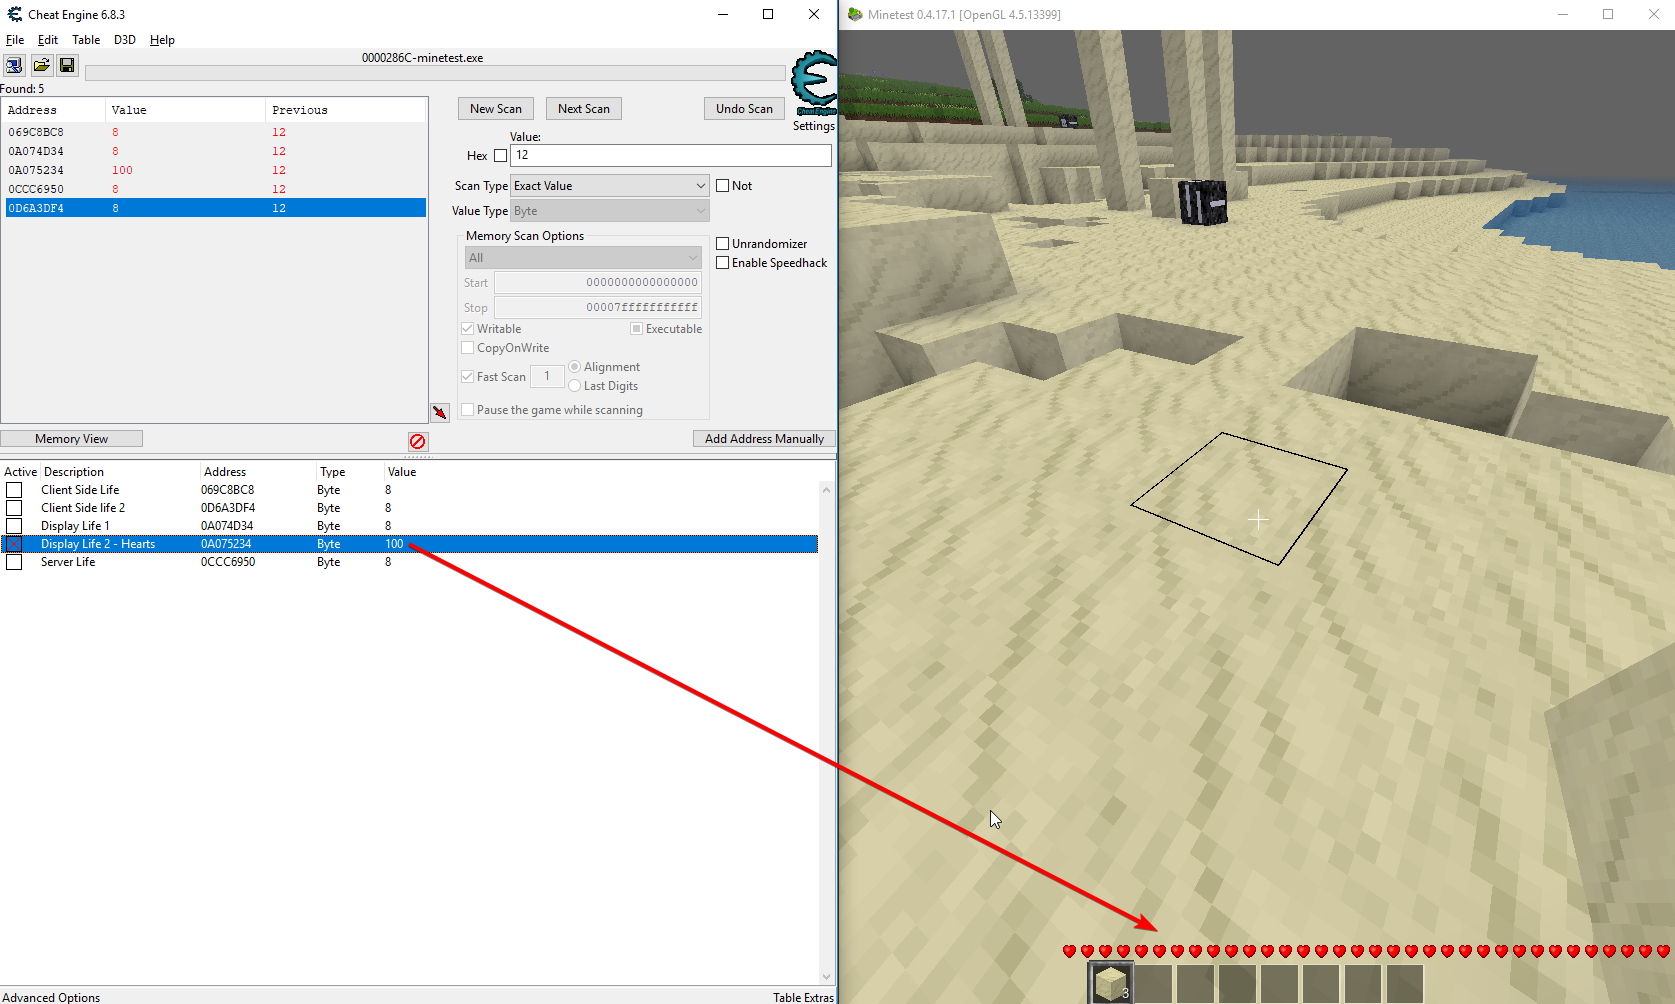 Cheat Engine 6.8.3
File Edit Table D3D Help
0000286C-minetest.exe
Found: 5
Address Value Previous
069C8BC8 8 12
0A074D34 8 12
0A075234 100 12
0CCC6950 8 12
0D6A3DF4 8 12
New Scan Next Scan Undo Scan
Cheat Engine
Settings
Value:
Hex 12
Scan Type Exact Value Not
Value Type Byte
Memory Scan Options
All
Unrandomizer
Enable Speedhack
Start 0000000000000000
Stop 00007fffffffffff
Writable Executable
CopyOnWrite
Fast Scan 1 Alignment
Last Digits
Pause the game while scanning
Memory View Add Address Manually
Active Description Address Type Value
Client Side Life 069C8BC8 Byte 8
Client Side life 2 0D6A3DF4 Byte 8
Display Life 1 0A074D34 Byte 8
Display Life 2 - Hearts 0A075234 Byte 100
Server Life 0CCC6950 Byte 8
Advanced Options Table Extras
Minetest 0.4.17.1 [OpenGL 4.5.13399]
3